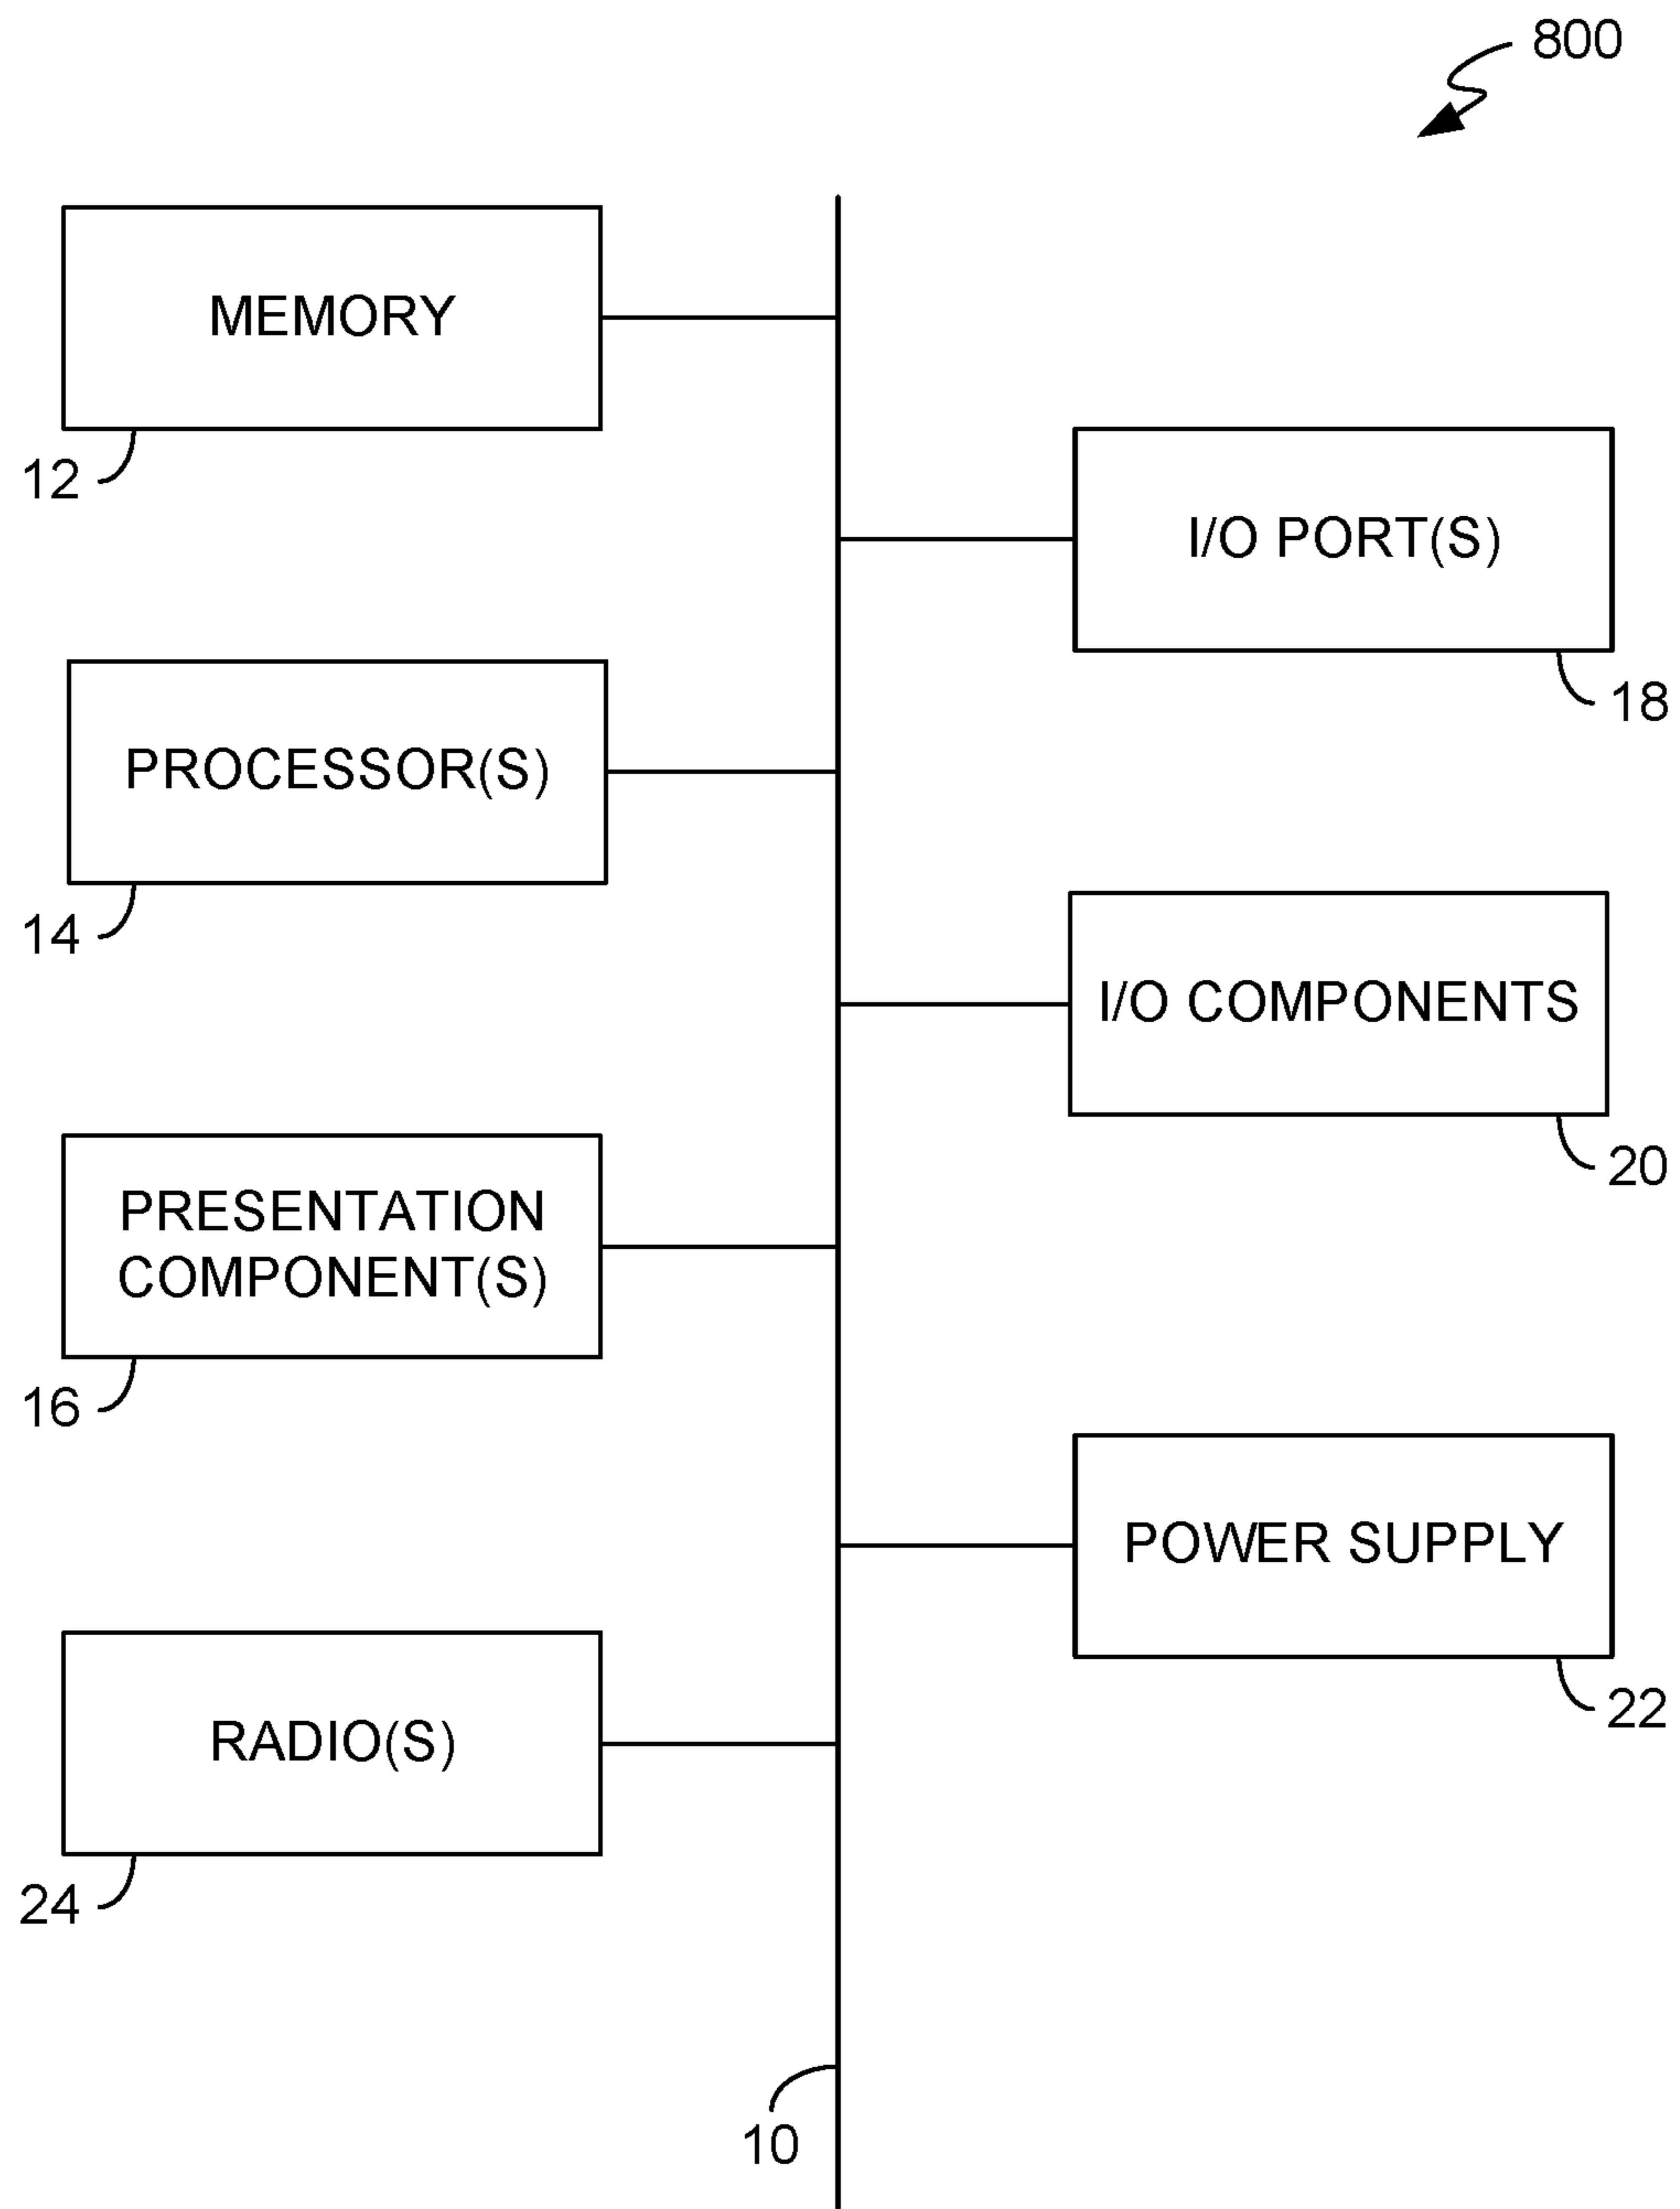 800
MEMORY
12
I/O PORT(S)
18
PROCESSOR(S)
14
I/O COMPONENTS
20
PRESENTATION
COMPONENT(S)
16
POWER SUPPLY
22
RADIO(S)
24
10